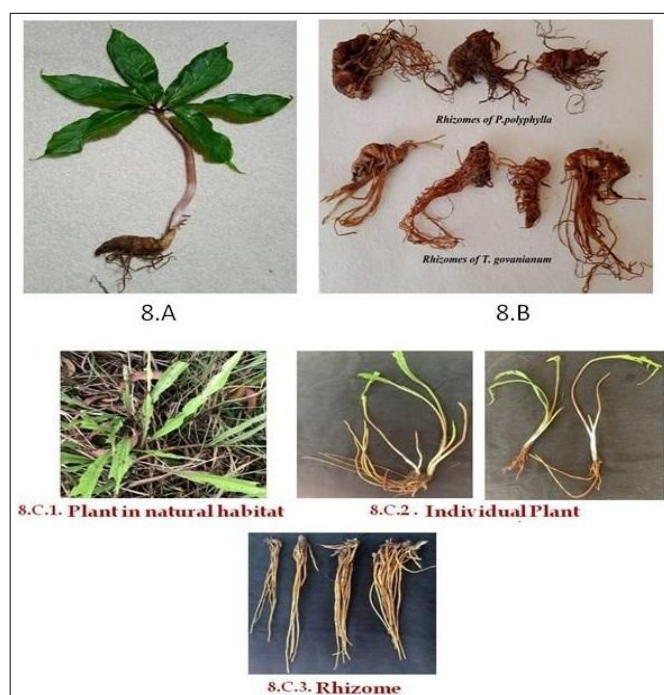 Rhizomes of P.polyphylla
Rhizomes of T. govanianum
8.A
8.B
8.C.1. Plant in natural habitat
8.C.2 . Individual Plant
8.C.3. Rhizome